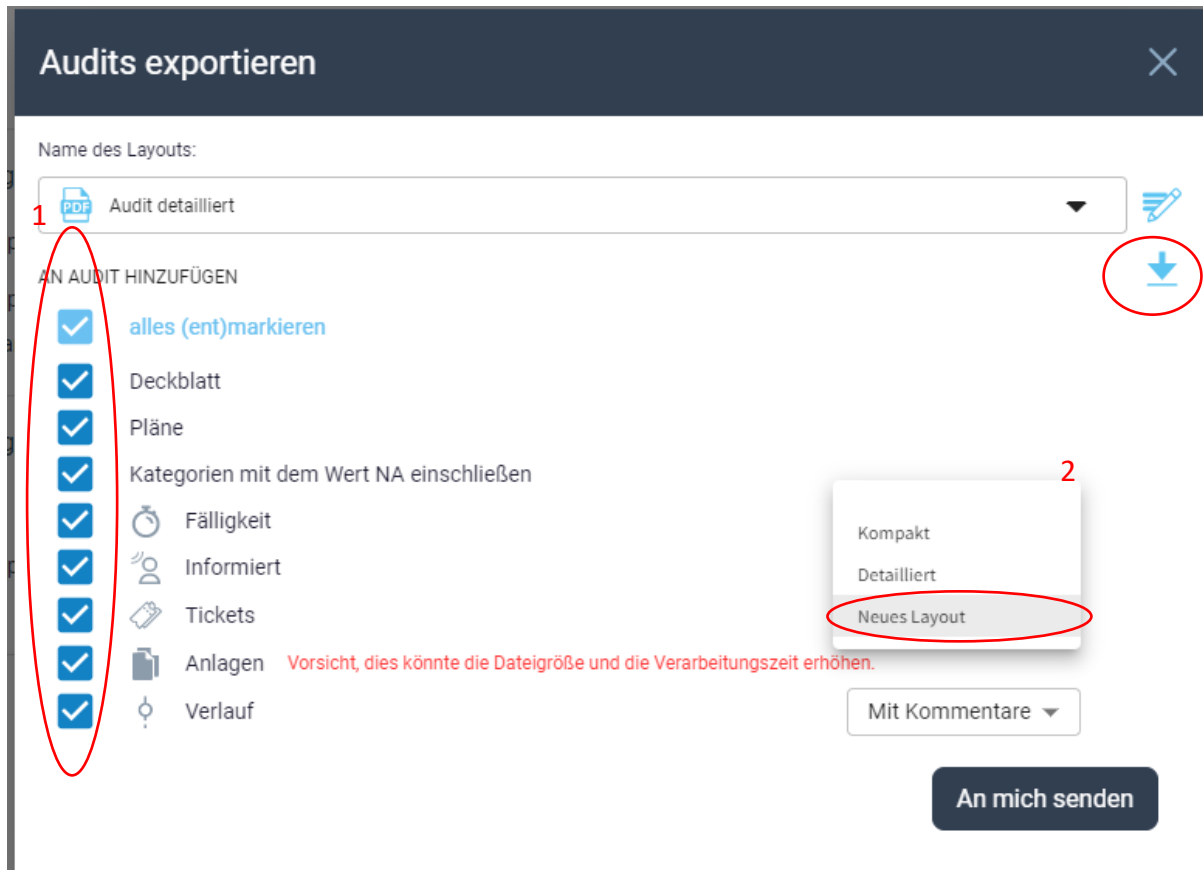 Audits exportieren
Name des Layouts:
PDF Audit detailliert
1
AN AUDIT HINZUFÜGEN
alles (ent)markieren
Deckblatt
Pläne
Kategorien mit dem Wert NA einschließen
2
Fälligkeit
Kompakt
Informiert
Detailliert
Tickets
Neues Layout
Anlagen Vorsicht, dies könnte die Dateigröße und die Verarbeitungszeit erhöhen.
Verlauf
Mit Kommentare
An mich senden